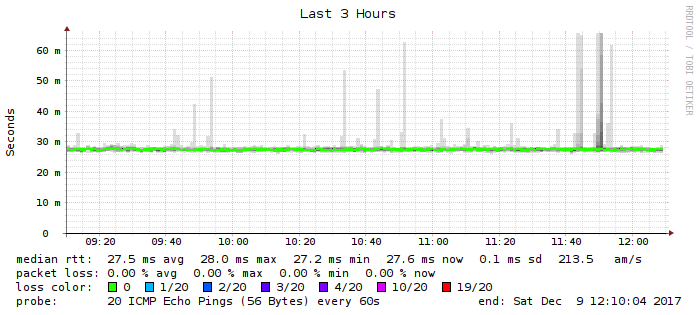 Last 3 Hours
RRDTOOL / TOBI OETIKER
Seconds
60 m
50 m
40 m
30 m
20 m
10 m
0
09:20 09:40 10:00 10:20 10:40 11:00 11:20 11:40 12:00
median rtt: 27.5 ms avg 28.0 ms max 27.2 ms min 27.6 ms now 0.1 ms sd 213.5 am/s
packet loss: 0.00 % avg 0.00 % max 0.00 % min 0.00 % now
loss color: 0 1/20 2/20 3/20 4/20 10/20 19/20
probe: 20 ICMP Echo Pings (56 Bytes) every 60s end: Sat Dec 9 12:10:04 2017